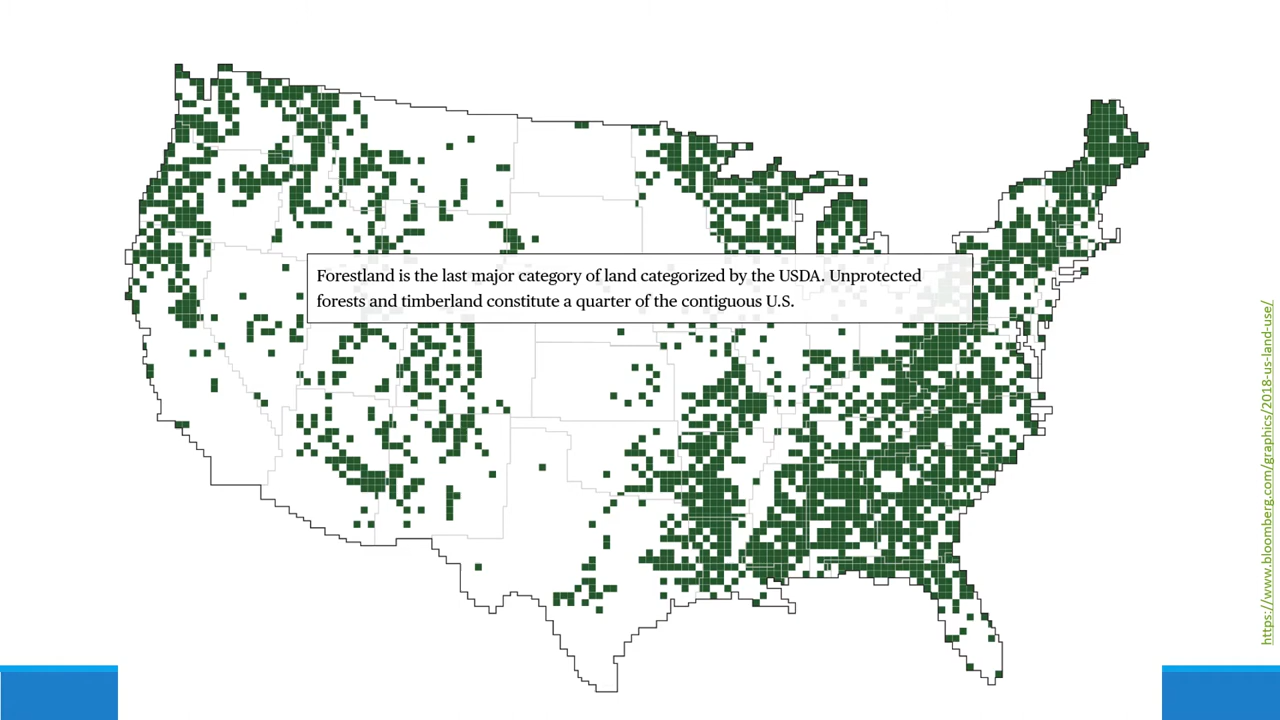 Forestland is the last major category of land categorized by the USDA. Unprotected
forests and timberland constitute a quarter of the contiguous U.S.
https://www.bloomberg.com/graphics/2018-us-land-use/